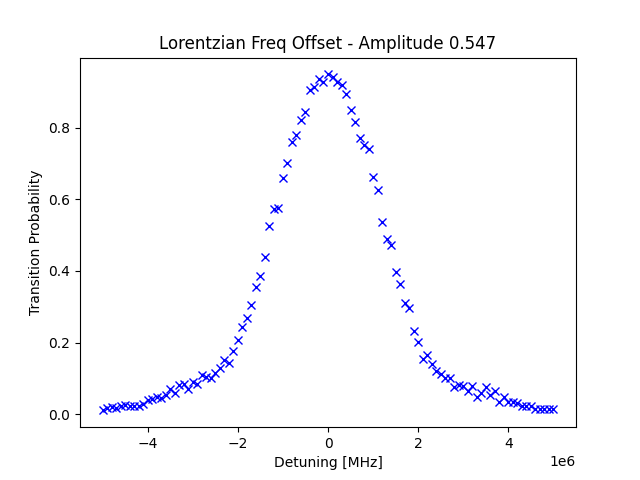 Lorentzian Freq Offset - Amplitude 0.547
Transition Probability
0.8
0.6
0.4
0.2
0.0
−4
−2
0
2
4
1e6
Detuning [MHz]